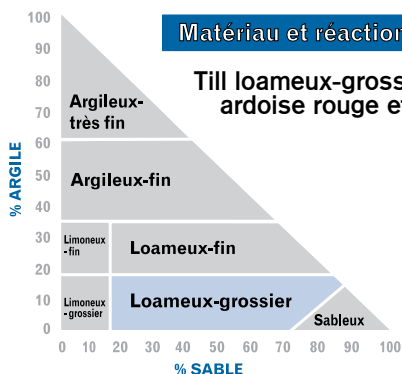 Matériau et réaction
Till loameux-gross
ardoise rouge e
100
90
80
70
60
50
40
30
20
10
0
% ARGILE
Argileux-
très fin
Argileux-fin
Limoneux
-fin
Loameux-fin
Limoneux
-grossier
Loameux-grossier
Sableux
0 10 20 30 40 50 60 70 80 90 100
% SABLE